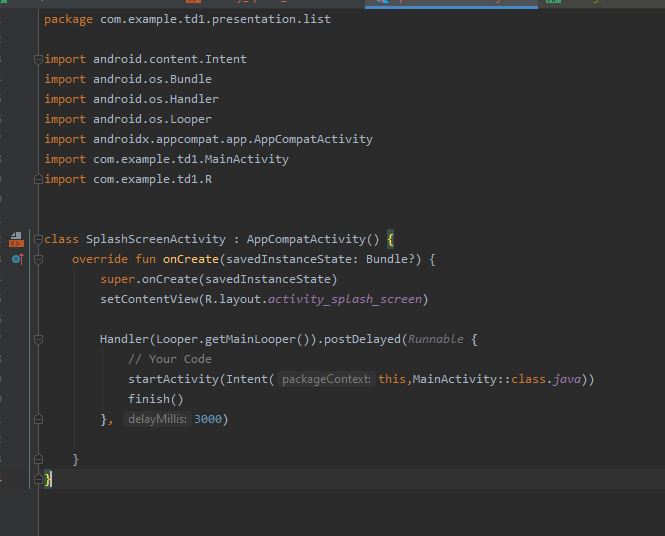 package com.example.td1.presentation.list
import android.content.Intent
import android.os.Bundle
import android.os.Handler
import android.os.Looper
import androidx.appcompat.app.AppCompatActivity
import com.example.td1.MainActivity
import com.example.td1.R
class SplashScreenActivity : AppCompatActivity() {
override fun onCreate(savedInstanceState: Bundle?) {
super.onCreate(savedInstanceState)
setContentView(R.layout.activity_splash_screen)
Handler(Looper.getMainLooper()).postDelayed(Runnable {
// Your Code
startActivity(Intent( packageContext: this,MainActivity::class.java))
finish()
}, delayMillis: 3000)
}
}